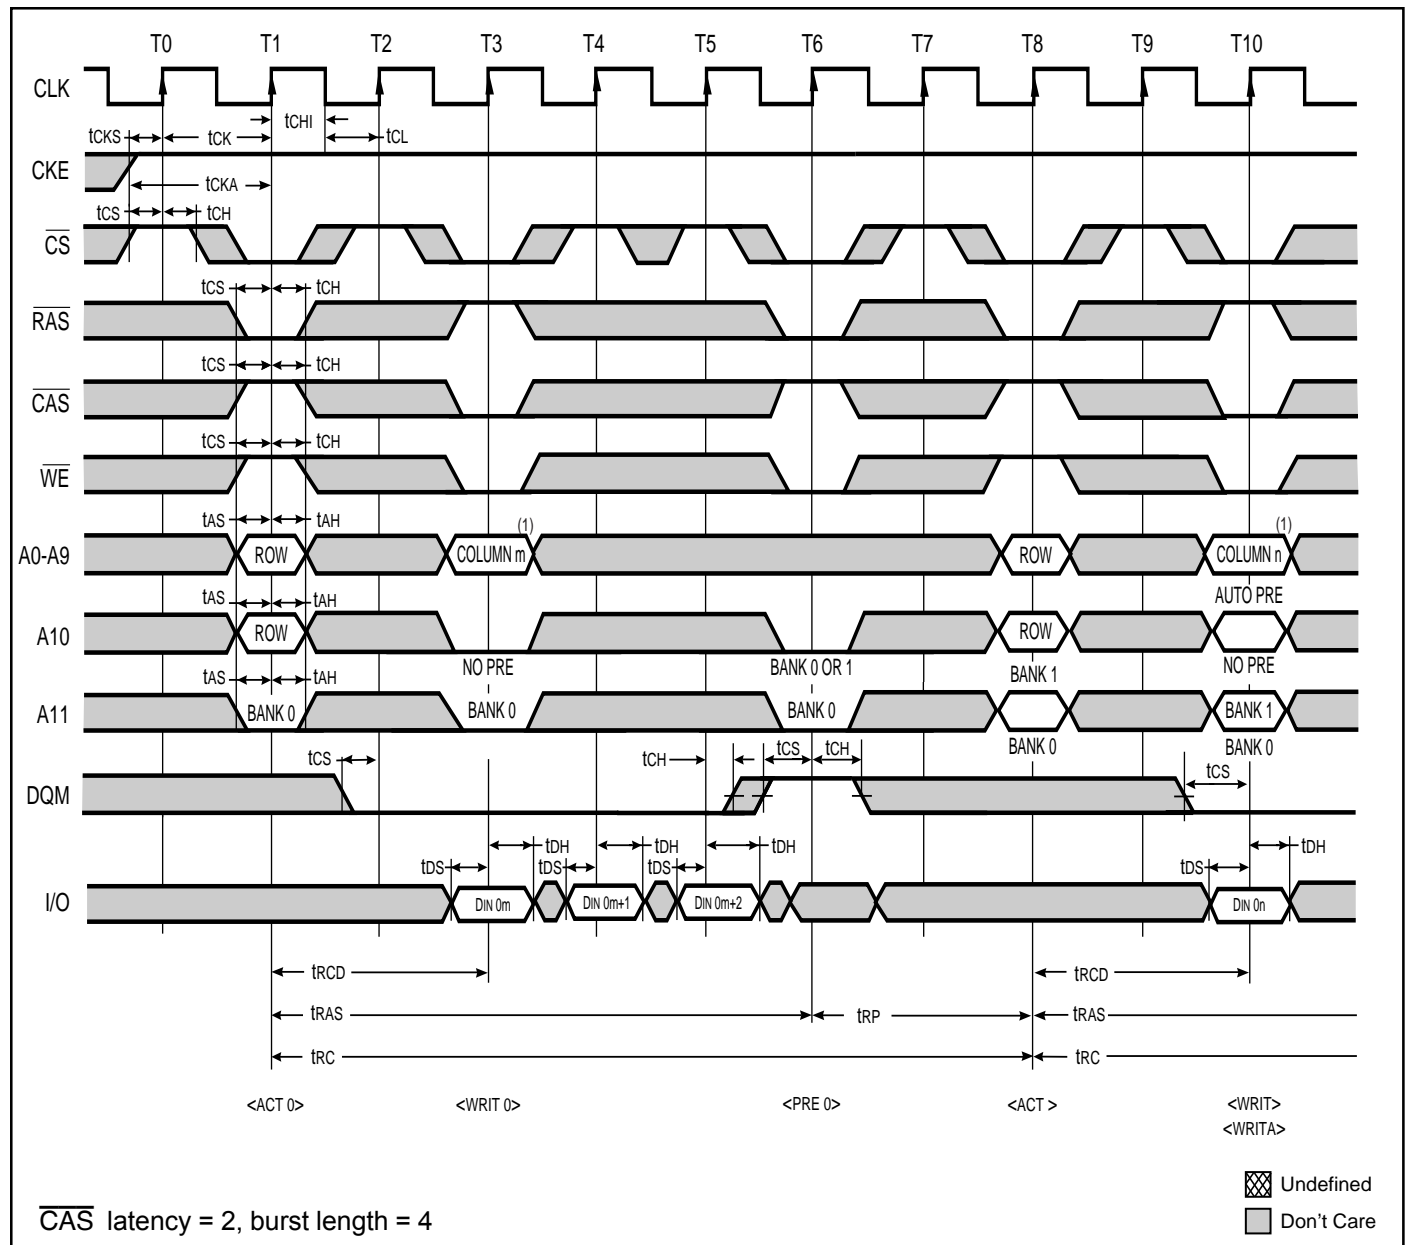 T0 T1 T2 T3 T4 T5 T6 T7 T8 T9 T10
CLK
tCHI
tCKS tCK tCL
CKE
tCKA
tCS tCH
CS
tCS tCH
RAS
tCS tCH
CAS
tCS tCH
WE
tAS tAH (1) (1)
A0-A9 ROW COLUMN m ROW COLUMN n
tAS tAH AUTO PRE
A10 ROW ROW
NO PRE BANK 0 OR 1 BANK 1 NO PRE
tAS tAH
A11 BANK 0 BANK 0 BANK 0 BANK 1
BANK 0 BANK 0
tCS tCH tCS tCH tCS
DQM
tDH tDH tDH tDH
tDS tDS tDS tDS
I/O DIN 0m DIN 0m+1 DIN 0m+2 DIN 0n
tRCD tRCD
tRAS tRP tRAS
tRC tRC
<ACT 0> <WRIT 0> <PRE 0> <ACT > <WRIT>
<WRITA>
Undefined
CAS latency = 2, burst length = 4
Don't Care